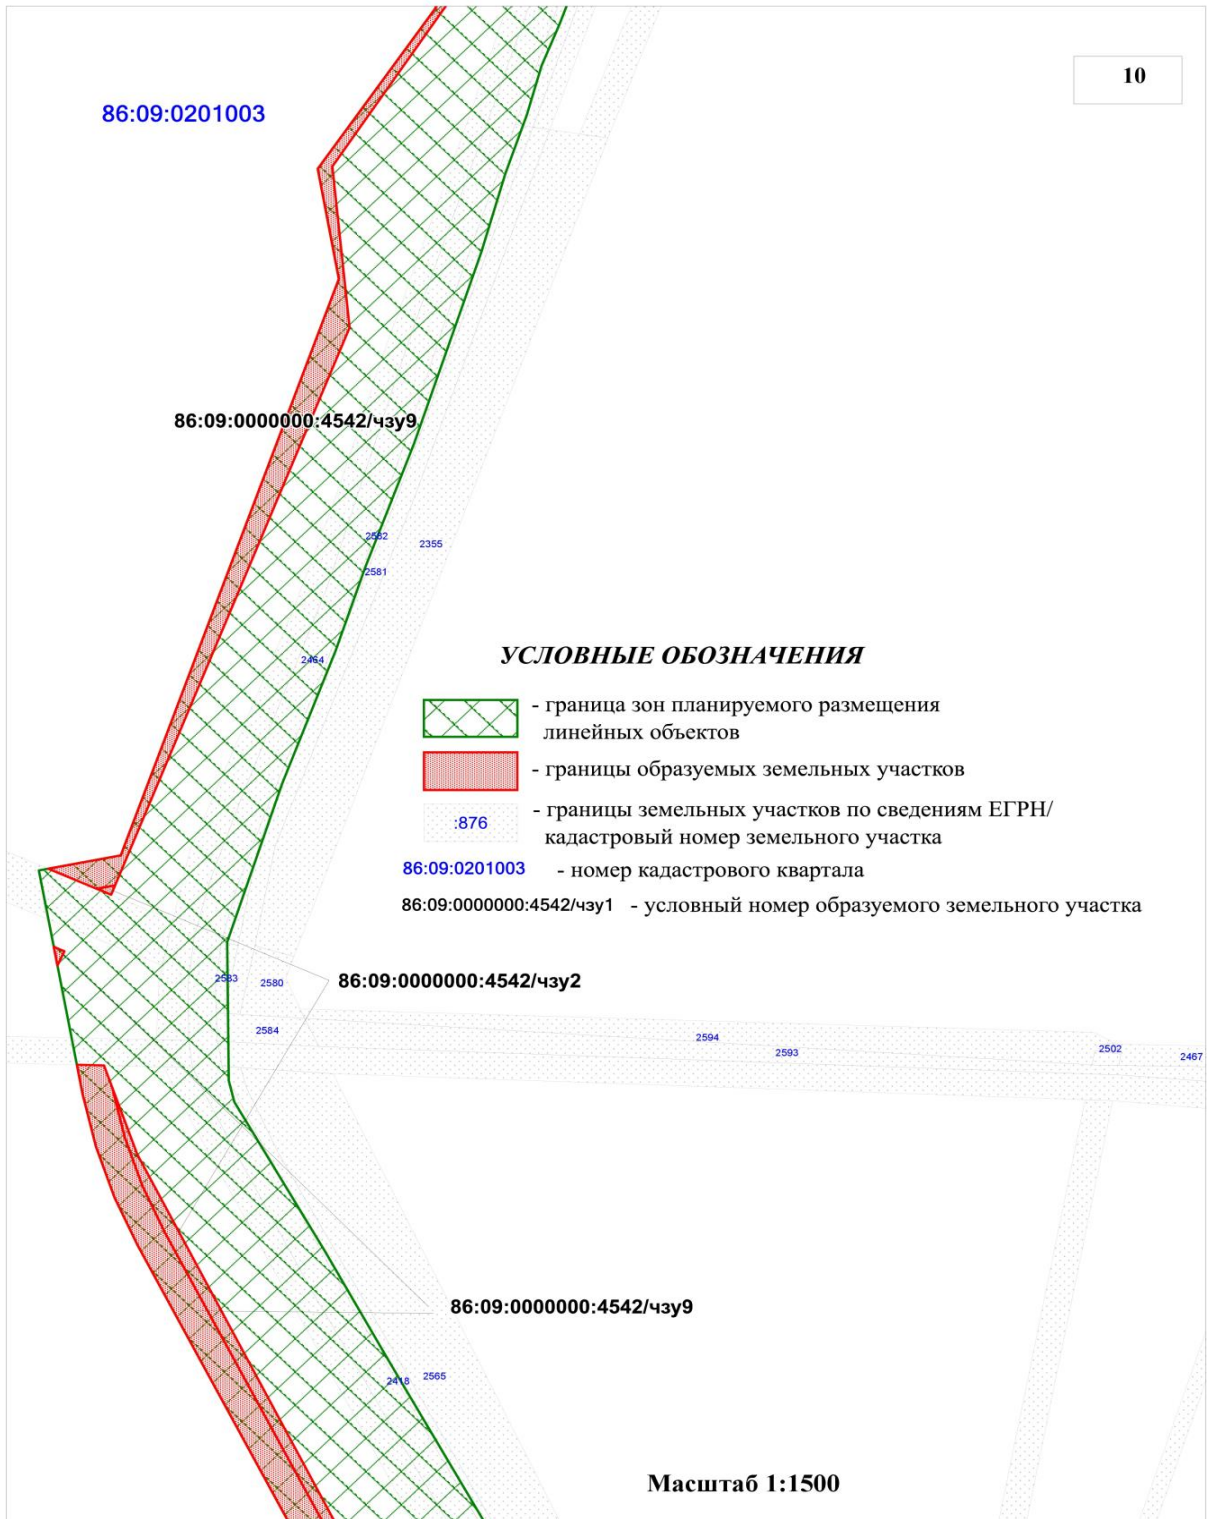 10
86:09:0201003
86:09:0000000:4542/чзу9
2582
2355
2581
2464
УСЛОВНЫЕ ОБОЗНАЧЕНИЯ
- граница зон планируемого размещения
линейных объектов
- границы образуемых земельных участков
:876
- границы земельных участков по сведениям ЕГРН/
кадастровый номер земельного участка
86:09:0201003 - номер кадастрового квартала
86:09:0000000:4542/чзу1 - условный номер образуемого земельного участка
2583
2580
86:09:0000000:4542/чзу2
2584
2594
2593
2502
2467
86:09:0000000:4542/чзу9
2418
2565
Масштаб 1:1500